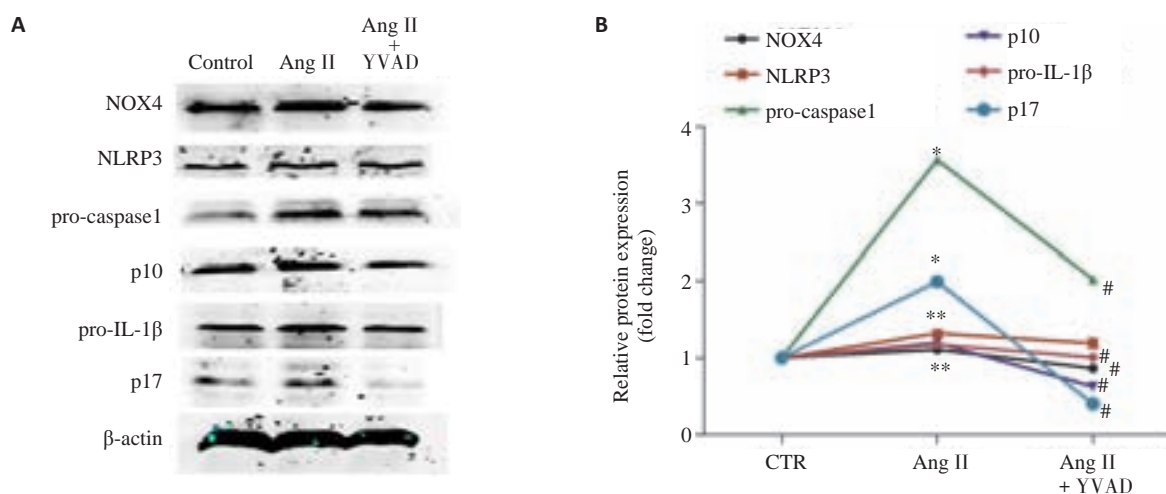 A
Control
Ang II
Ang II
+
YVAD
NOX4
NLRP3
pro-caspase1
p10
pro-IL-1β
p17
β-actin
B
NOX4
NLRP3
pro-caspase1
p10
pro-IL-1β
p17
Relative protein expression
(fold change)
4
3
2
1
0
*
*
**
**
#
#
#
#
#
CTR
Ang II
Ang II
+ YVAD